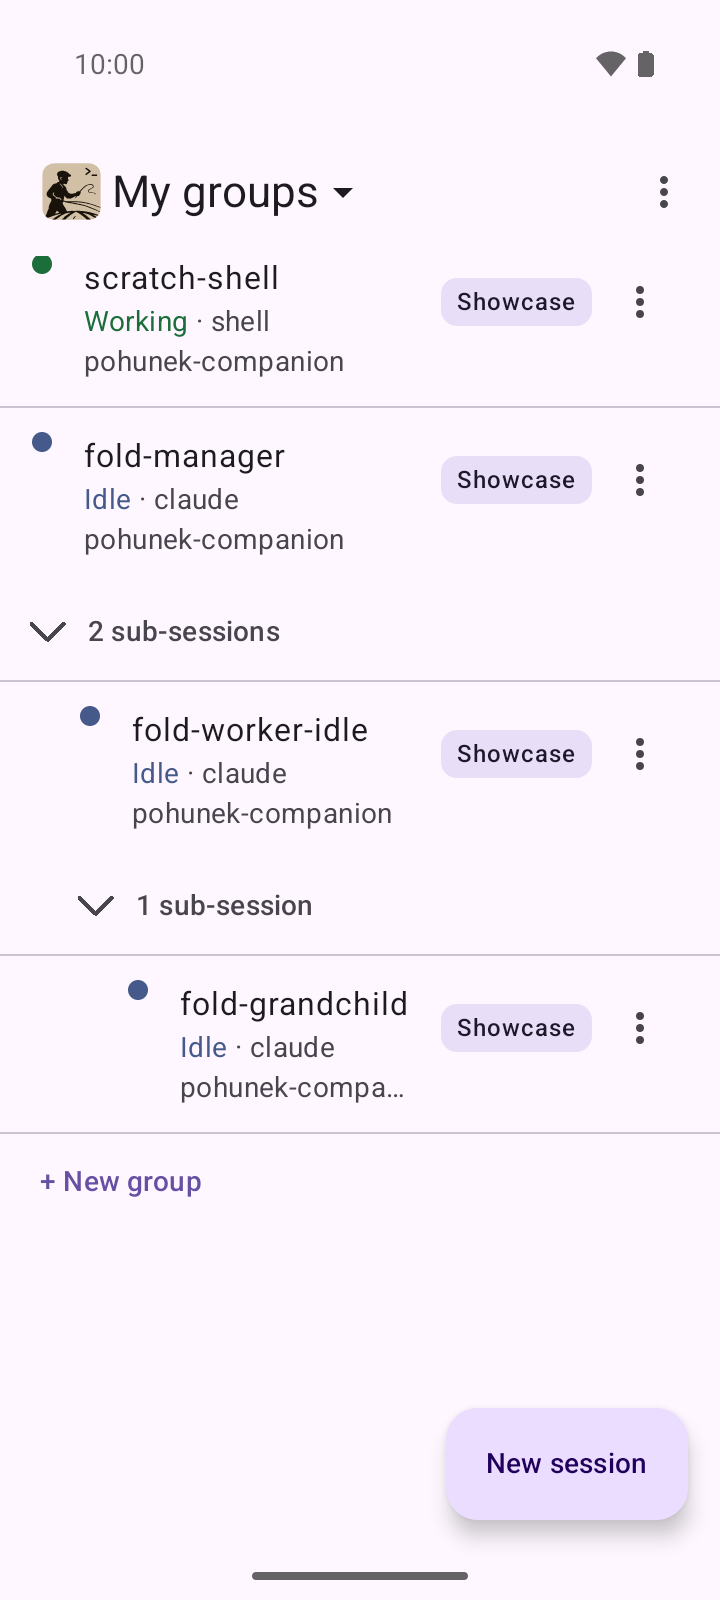 10:00
My groups
scratch-shell
Working · shell
pohunek-companion
Showcase
fold-manager
Idle · claude
pohunek-companion
Showcase
2 sub-sessions
fold-worker-idle
Idle · claude
pohunek-companion
Showcase
1 sub-session
fold-grandchild
Idle · claude
pohunek-compa…
Showcase
+ New group
New session